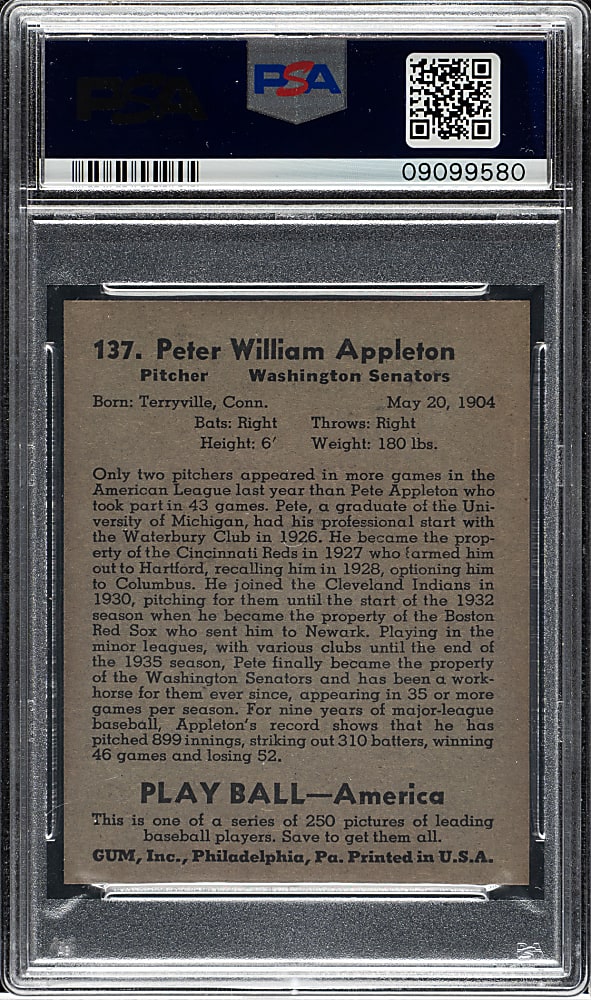 PSA
PSA
09099580
137. Peter William Appleton
Pitcher Washington Senators
Born: Terryville, Conn. May 20, 1904
Bats: Right Throws: Right
Height: 6′ Weight: 180 lbs.
Only two pitchers appeared in more games in the
American League last year than Pete Appleton who
took part in 43 games. Pete, a graduate of the Uni-
versity of Michigan, had his professional start with
the Waterbury Club in 1926. He became the prop-
erty of the Cincinnati Reds in 1927 who farmed him
out to Hartford, recalling him in 1928, optioning him
to Columbus. He joined the Cleveland Indians in
1930, pitching for them until the start of the 1932
season when he became the property of the Boston
Red Sox who sent him to Newark. Playing in the
minor leagues, with various clubs until the end of
the 1935 season, Pete finally became the property
of the Washington Senators and has been a work-
horse for them ever since, appearing in 35 or more
games per season. For nine years of major-league
baseball, Appleton's record shows that he has
pitched 899 innings, striking out 310 batters, winning
46 games and losing 52.
PLAY BALL—America
This is one of a series of 250 pictures of leading
baseball players. Save to get them all.
GUM, Inc., Philadelphia, Pa. Printed in U.S.A.
PSA